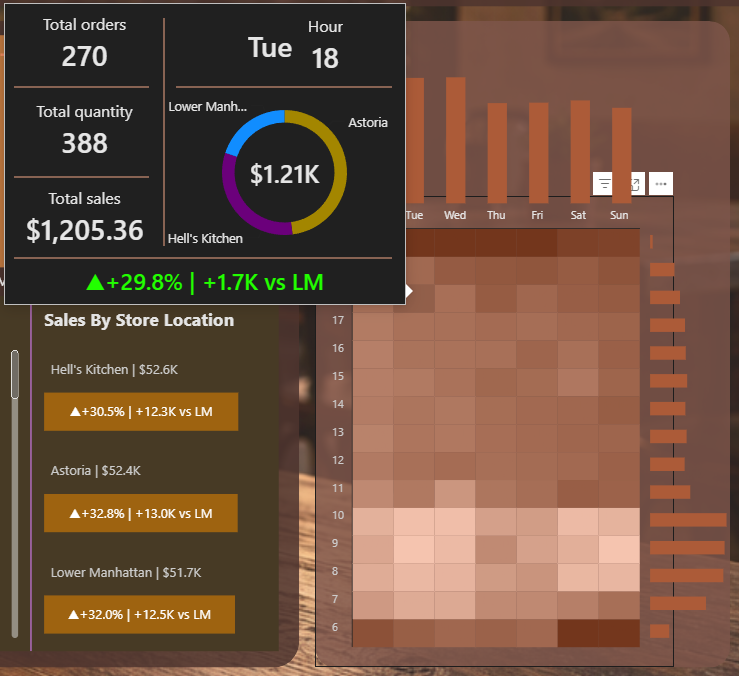 Total orders
270
Total quantity
388
Total sales
$1,205.36
Tue
Hour
18
Lower Manh...
Astoria
$1.21K
Hell's Kitchen
▲+29.8% | +1.7K vs LM
Tue Wed Thu Fri Sat Sun
17
16
15
14
13
12
11
10
9
8
7
6
Sales By Store Location
Hell's Kitchen | $52.6K
▲+30.5% | +12.3K vs LM
Astoria | $52.4K
▲+32.8% | +13.0K vs LM
Lower Manhattan | $51.7K
▲+32.0% | +12.5K vs LM